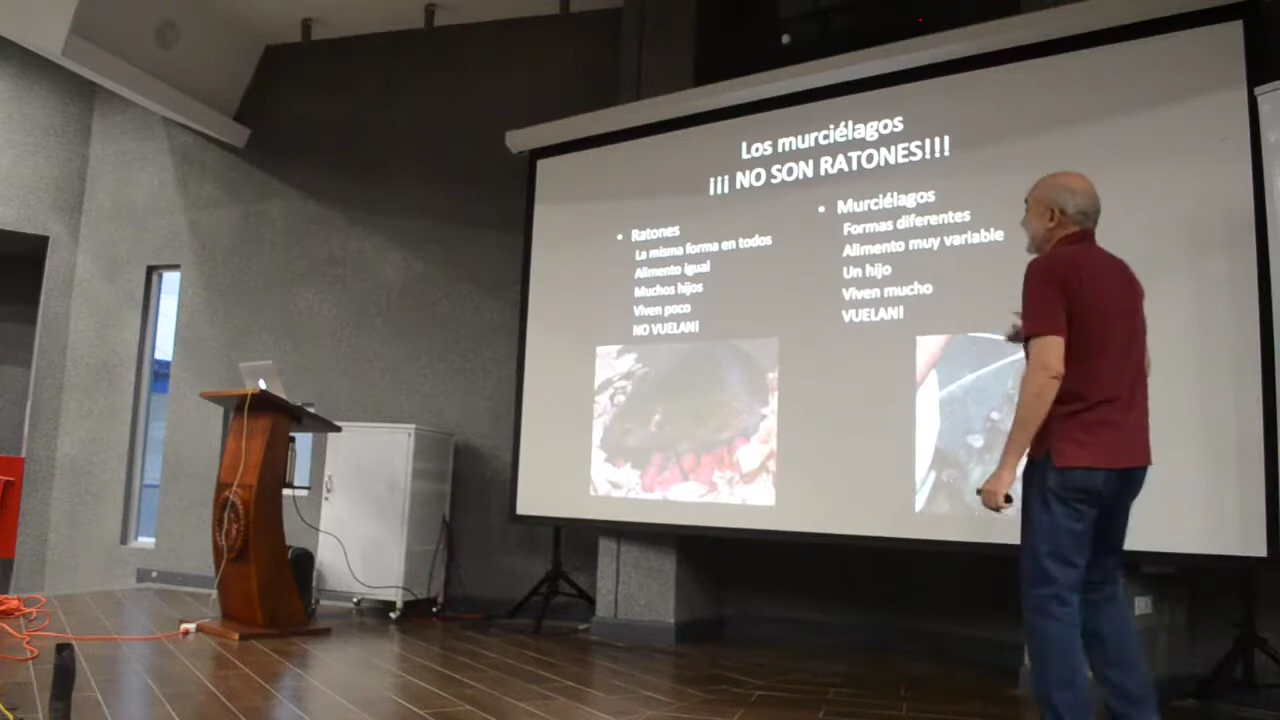 Los murciélagos
¡¡¡ NO SON RATONES!!!
• Ratones
La misma forma en todos
Alimento igual
Muchos hijos
Viven poco
NO VUELAN!
• Murciélagos
Formas diferentes
Alimento muy variable
Un hijo
Viven mucho
VUELAN!